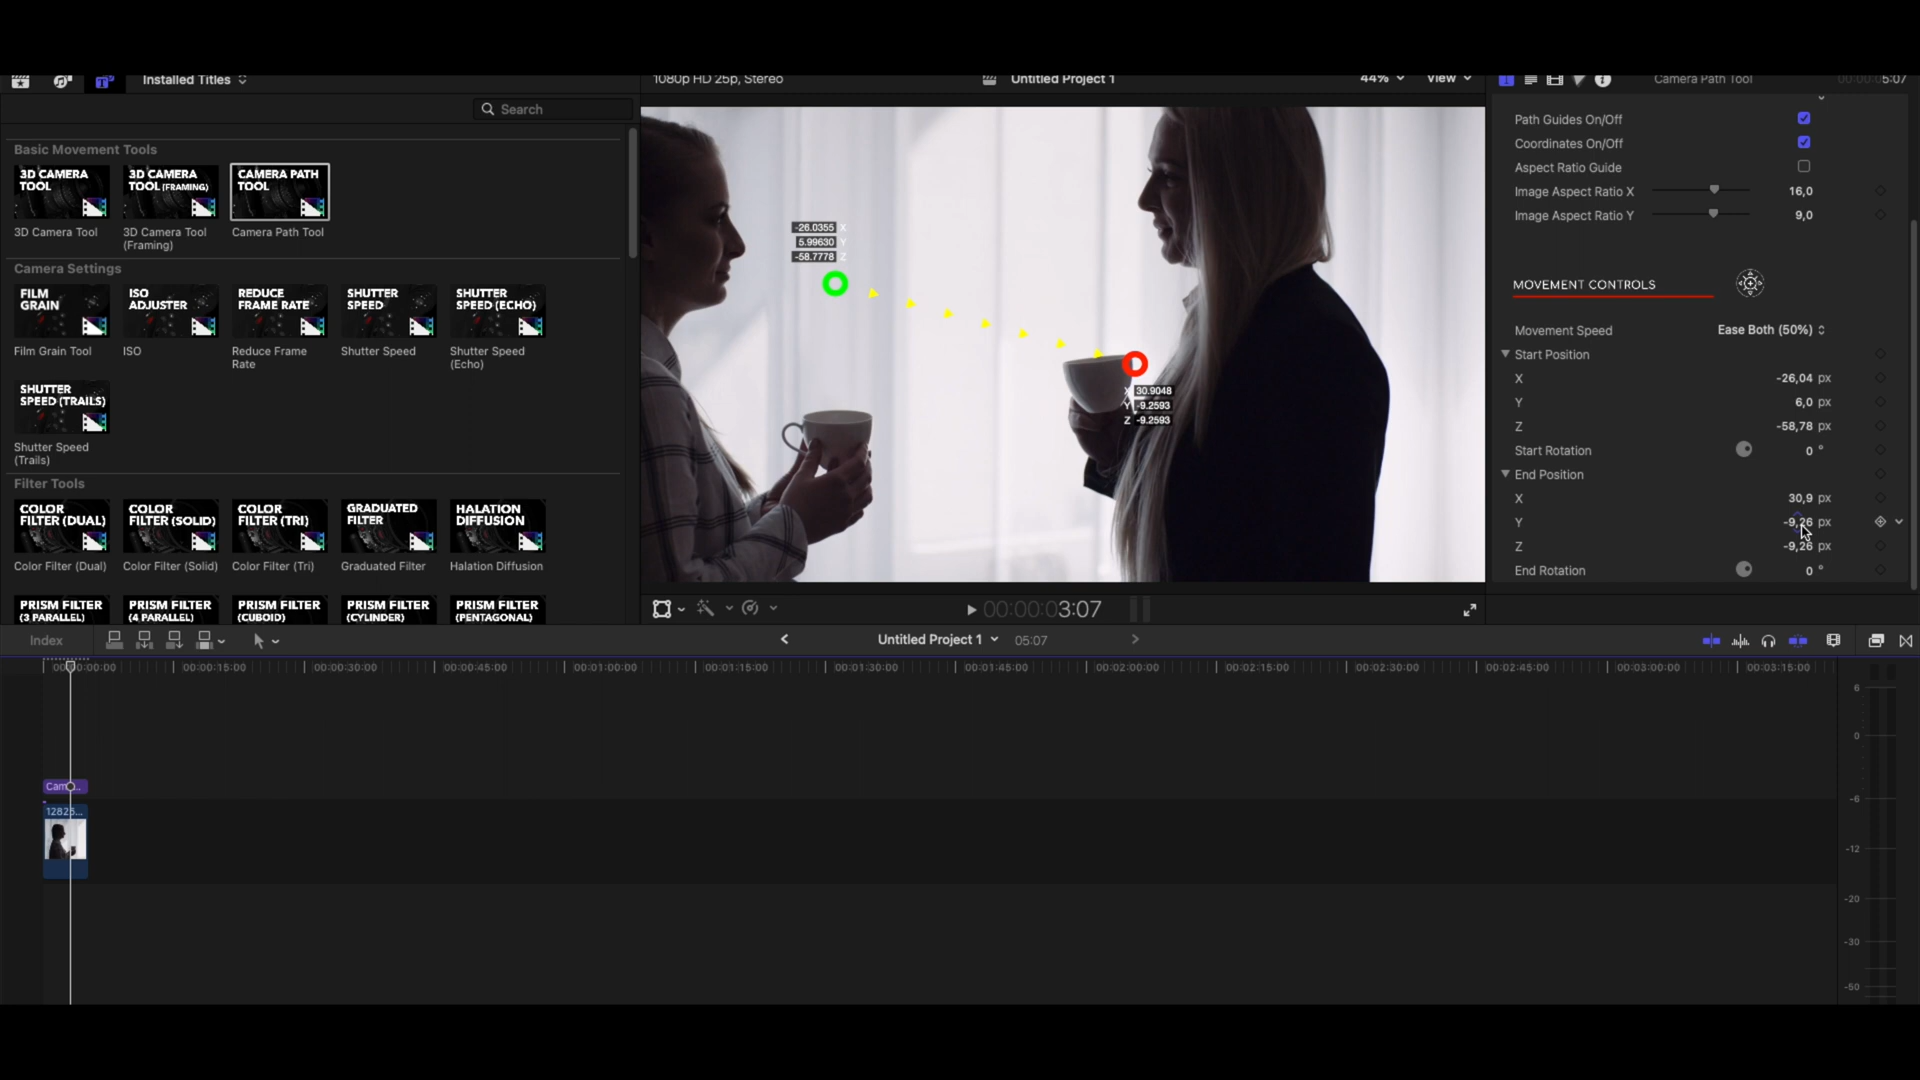 Installed Titles
1080p HD 25p, Stereo
Untitled Project 1
44%
View
Camera Path Tool
00:00:05:07
Search
Basic Movement Tools
3D CAMERA TOOL
3D CAMERA TOOL (FRAMING)
CAMERA PATH TOOL
3D Camera Tool
3D Camera Tool (Framing)
Camera Path Tool
Camera Settings
FILM GRAIN
ISO ADJUSTER
REDUCE FRAME RATE
SHUTTER SPEED
SHUTTER SPEED (ECHO)
Film Grain Tool
ISO
Reduce Frame Rate
Shutter Speed
Shutter Speed (Echo)
SHUTTER SPEED (TRAILS)
Shutter Speed (Trails)
Filter Tools
COLOR FILTER (DUAL)
COLOR FILTER (SOLID)
COLOR FILTER (TRI)
GRADUATED FILTER
HALATION DIFFUSION
Color Filter (Dual)
Color Filter (Solid)
Color Filter (Tri)
Graduated Filter
Halation Diffusion
PRISM FILTER (3 PARALLEL)
PRISM FILTER (4 PARALLEL)
PRISM FILTER (CUBOID)
PRISM FILTER (CYLINDER)
PRISM FILTER (PENTAGONAL)
-26.0355 X
5.99630 Y
-58.7778 Z
X 30.9048
Y -9.2593
Z -9.2593
Path Guides On/Off
Coordinates On/Off
Aspect Ratio Guide
Image Aspect Ratio X 16,0
Image Aspect Ratio Y 9,0
MOVEMENT CONTROLS
Movement Speed Ease Both (50%)
Start Position
X -26,04 px
Y 6,0 px
Z -58,78 px
Start Rotation 0 °
End Position
X 30,9 px
Y -9,26 px
Z -9,26 px
End Rotation 0 °
00:00:03:07
Index
Untitled Project 1
05:07
00:00:00:00
00:00:15:00
00:00:30:00
00:00:45:00
00:01:00:00
00:01:15:00
00:01:30:00
00:01:45:00
00:02:00:00
00:02:15:00
00:02:30:00
00:02:45:00
00:03:00:00
00:03:15:00
Cam...
12825...
6
0
-6
-12
-20
-30
-50